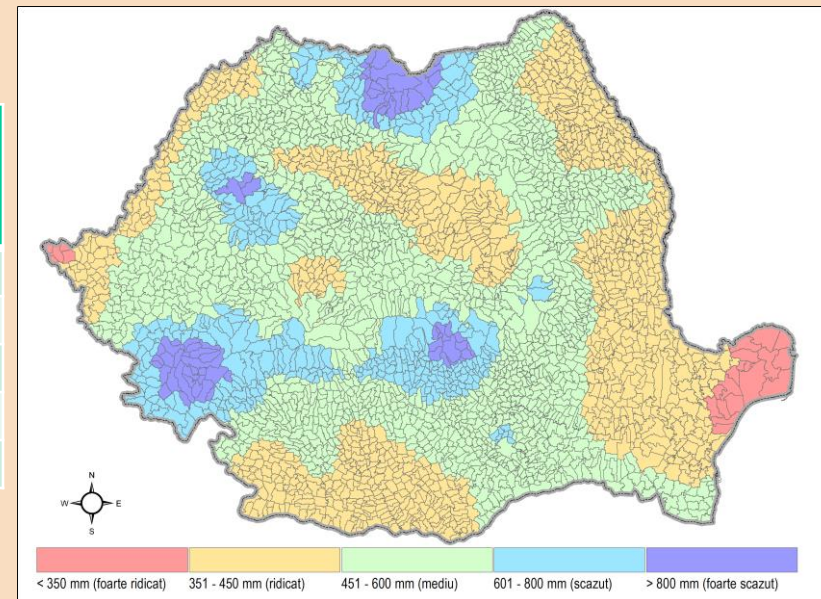 N
W E
S
< 350 mm (foarte ridicat) 351 - 450 mm (ridicat) 451 - 600 mm (mediu) 601 - 800 mm (scazut) > 800 mm (foarte scazut)